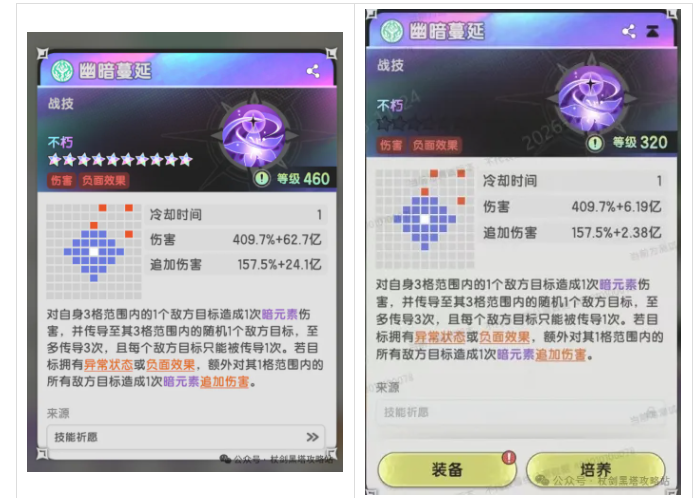 幽暗蔓延
战技
不朽
伤害 负面效果
等级 460
冷却时间 1
伤害 409.7%+62.7亿
追加伤害 157.5%+24.1亿
对自身3格范围内的1个敌方目标造成1次暗元素伤
害，并传导至其3格范围内的随机1个敌方目标，至
多传导3次，且每个敌方目标只能被传导1次。若目
标拥有异常状态或负面效果，额外对其1格范围内的
所有敌方目标造成1次暗元素追加伤害。
来源
技能祈愿
公众号·杖剑黑塔攻略站
幽暗蔓延
战技
不朽
伤害 负面效果
等级 320
冷却时间 1
伤害 409.7%+6.19亿
追加伤害 157.5%+2.38亿
对自身3格范围内的1个敌方目标造成1次暗元素伤
害，并传导至其3格范围内的随机1个敌方目标，至
多传导3次，且每个敌方目标只能被传导1次。若目
标拥有异常状态或负面效果，额外对其1格范围内的
所有敌方目标造成1次暗元素追加伤害。
来源
技能祈愿
装备
培养
公众号·杖剑黑塔攻略站